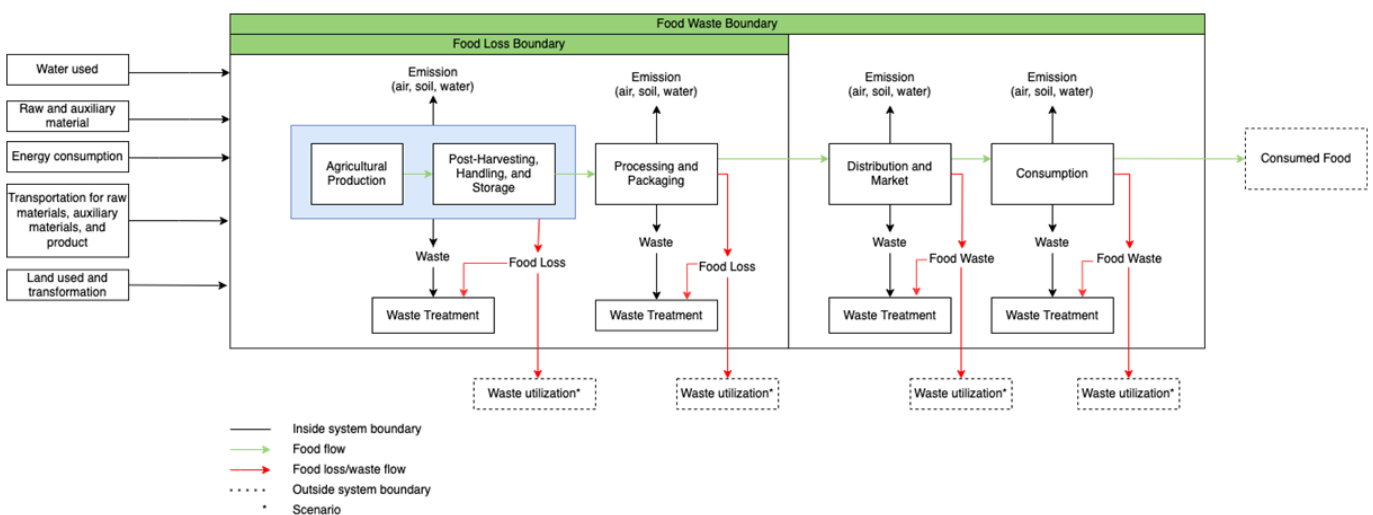 Food Waste Boundary
Food Loss Boundary
Water used
Raw and auxiliary
material
Energy consumption
Transportation for raw
materials, auxiliary
materials, and
product
Land used and
transformation
Emission
(air, soil, water)
Agricultural
Production
Post-Harvesting,
Handling, and
Storage
Waste
Food Loss
Waste Treatment
Waste utilization*
Emission
(air, soil, water)
Processing and
Packaging
Waste
Food Loss
Waste Treatment
Waste utilization*
Emission
(air, soil, water)
Distribution and
Market
Waste
Food Waste
Waste Treatment
Waste utilization*
Emission
(air, soil, water)
Consumption
Waste
Food Waste
Waste Treatment
Waste utilization*
Consumed Food
Inside system boundary
Food flow
Food loss/waste flow
Outside system boundary
* Scenario